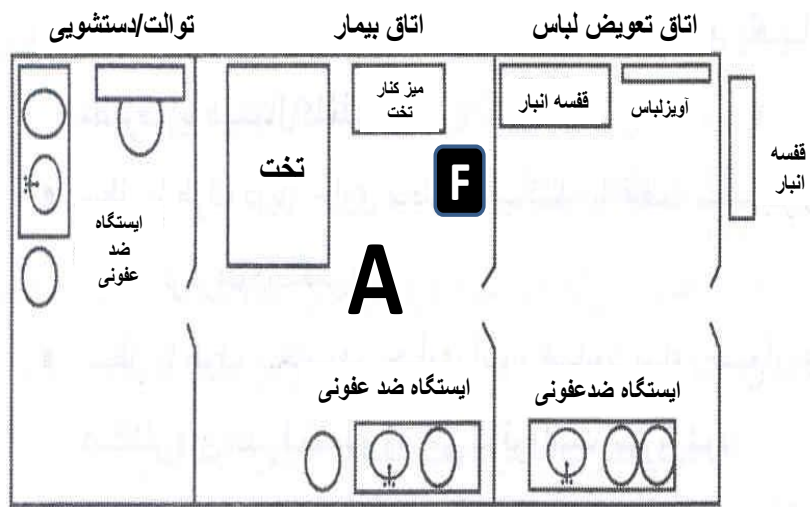 اتاق تعویض لباس
اتاق بیمار
توالت/دستشویی
آویزلباس
قفسه انبار
میز کنار
تخت
تخت
قفسه
انبار
F
ایستگاه
ضد
عفونی
A
ایستگاه ضدعفونی
ایستگاه ضد عفونی